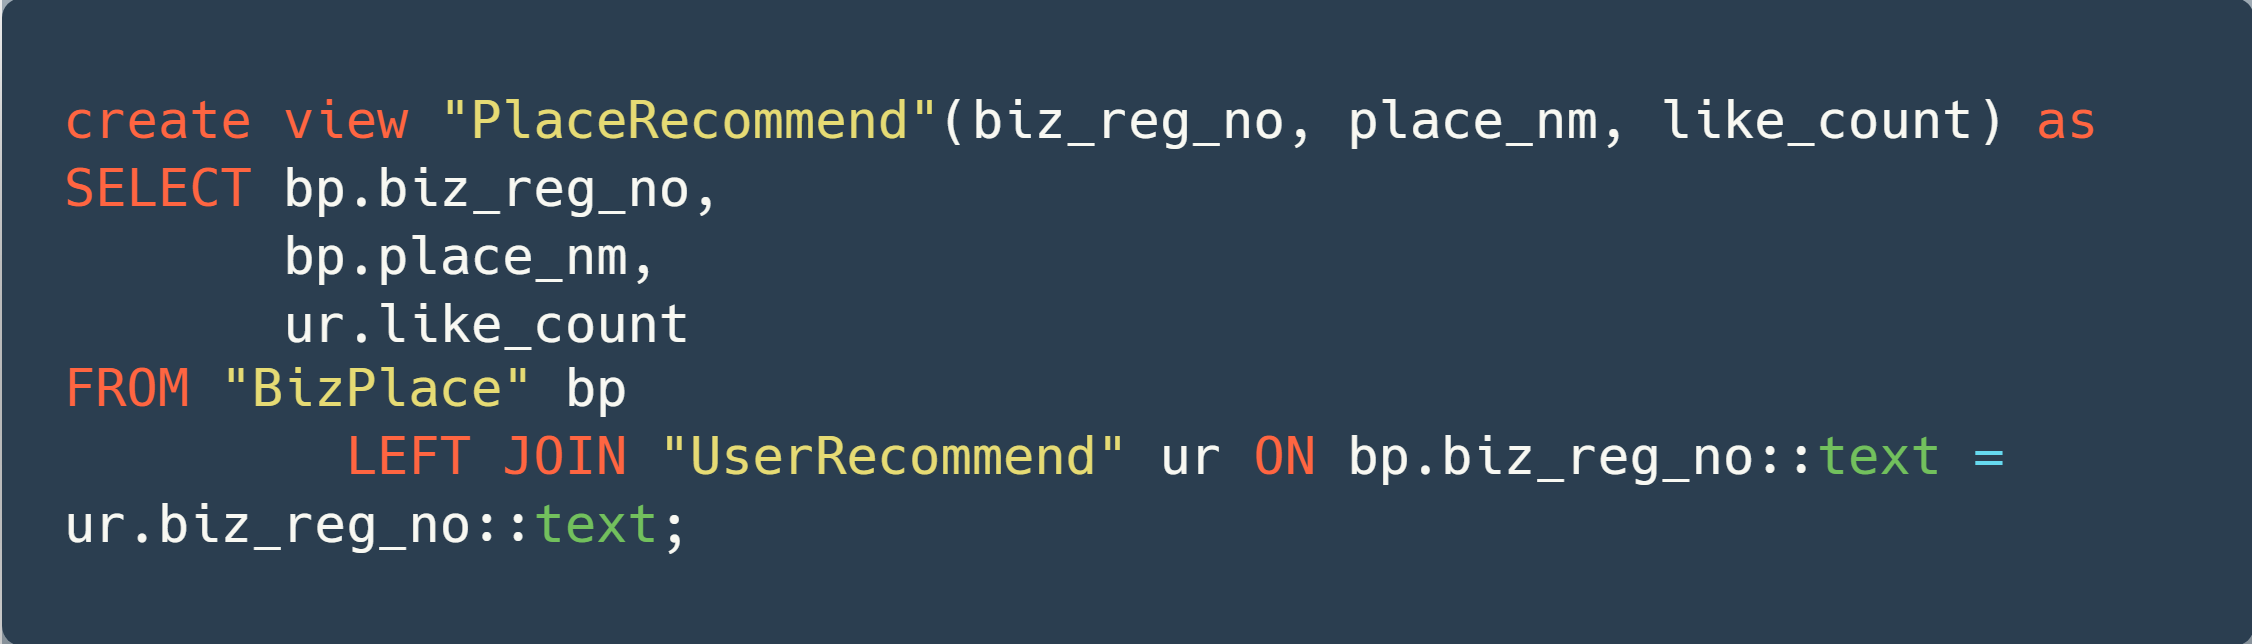 create view "PlaceRecommend"(biz_reg_no, place_nm, like_count) as
SELECT bp.biz_reg_no,
       bp.place_nm,
       ur.like_count
FROM "BizPlace" bp
         LEFT JOIN "UserRecommend" ur ON bp.biz_reg_no::text =
ur.biz_reg_no::text;